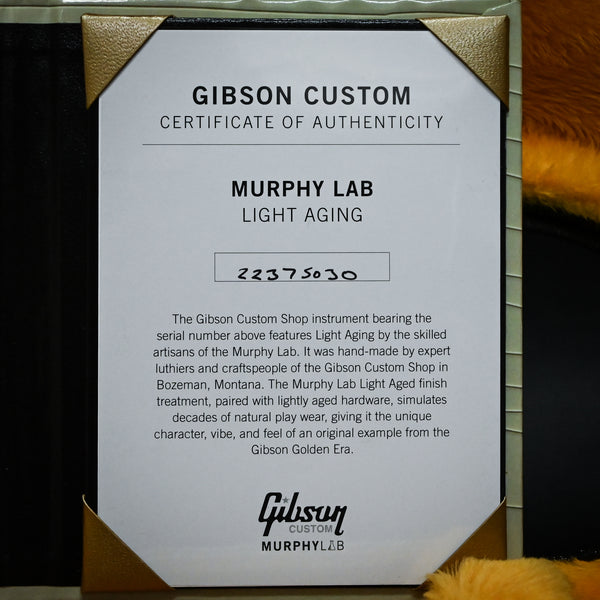 GIBSON CUSTOM
CERTIFICATE OF AUTHENTICITY
MURPHY LAB
LIGHT AGING
22375030
The Gibson Custom Shop instrument bearing the
serial number above features Light Aging by the skilled
artisans of the Murphy Lab. It was hand-made by expert
luthiers and craftspeople of the Gibson Custom Shop in
Bozeman, Montana. The Murphy Lab Light Aged finish
treatment, paired with lightly aged hardware, simulates
decades of natural play wear, giving it the unique
character, vibe, and feel of an original example from the
Gibson Golden Era.
Gibson
CUSTOM
MURPHYLAB